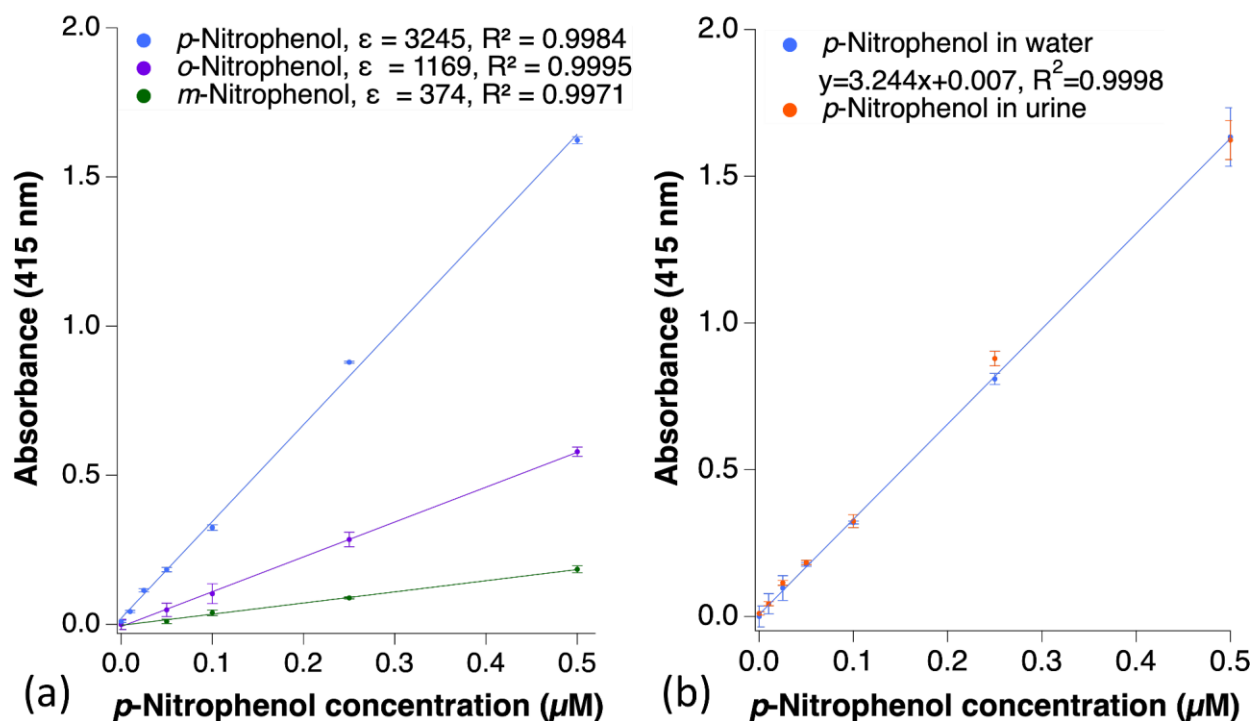 p-Nitrophenol, ε = 3245, R² = 0.9984
o-Nitrophenol, ε = 1169, R² = 0.9995
m-Nitrophenol, ε = 374, R² = 0.9971
2.0
1.5
1.0
0.5
0.0
Absorbance (415 nm)
0.0 0.1 0.2 0.3 0.4 0.5
(a) p-Nitrophenol concentration (µM)
p-Nitrophenol in water
y=3.244x+0.007, R²=0.9998
p-Nitrophenol in urine
2.0
1.5
1.0
0.5
0.0
Absorbance (415 nm)
0.0 0.1 0.2 0.3 0.4 0.5
(b) p-Nitrophenol concentration (µM)